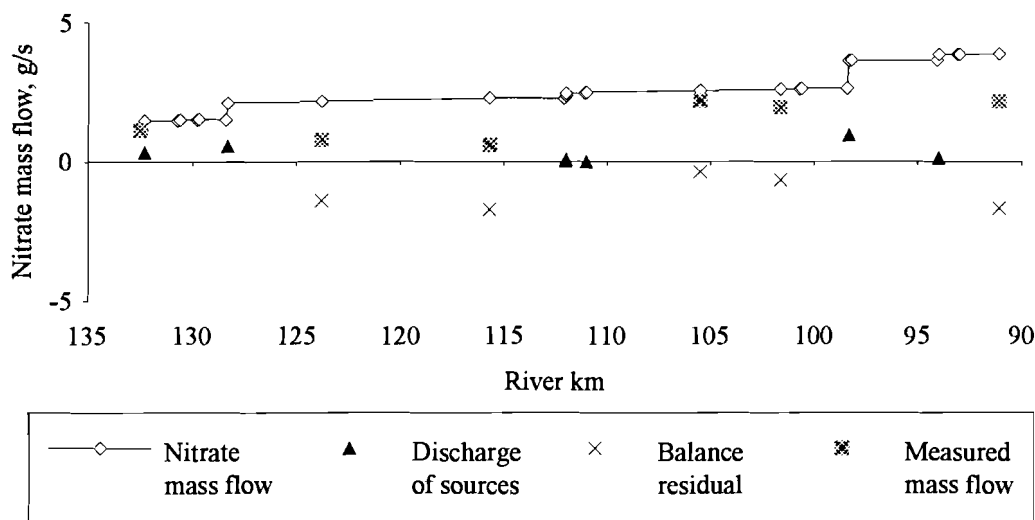 Nitrate mass flow, g/s
5
0
-5
135 130 125 120 115 110 105 100 95 90
River km
Nitrate mass flow
Discharge of sources
Balance residual
Measured mass flow